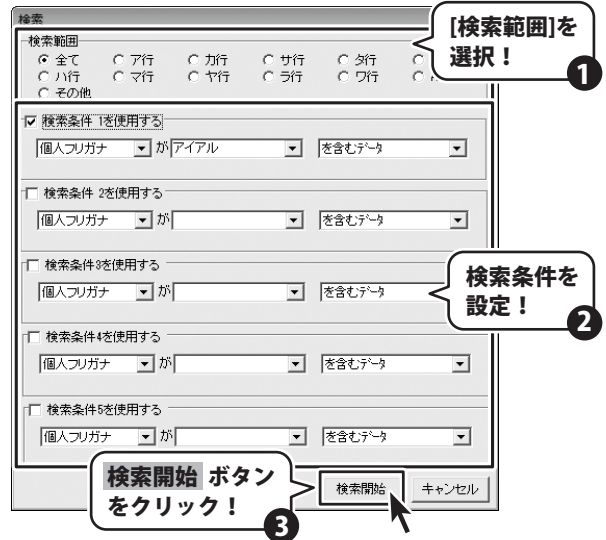 検索
検索範囲
全て ア行 カ行 サ行 タ行
ハ行 マ行 ヤ行 ラ行 ワ行
その他
[検索範囲]を
選択！
1
検索条件 1を使用する
個人フリガナ が アイアル を含むデータ
検索条件 2を使用する
個人フリガナ が を含むデータ
検索条件3を使用する
個人フリガナ が を含むデータ
検索条件を
設定！
2
検索条件4を使用する
個人フリガナ が を含むデータ
検索条件5を使用する
個人フリガナ が を含むデータ
検索開始 ボタン
をクリック！
3
検索開始 キャンセル